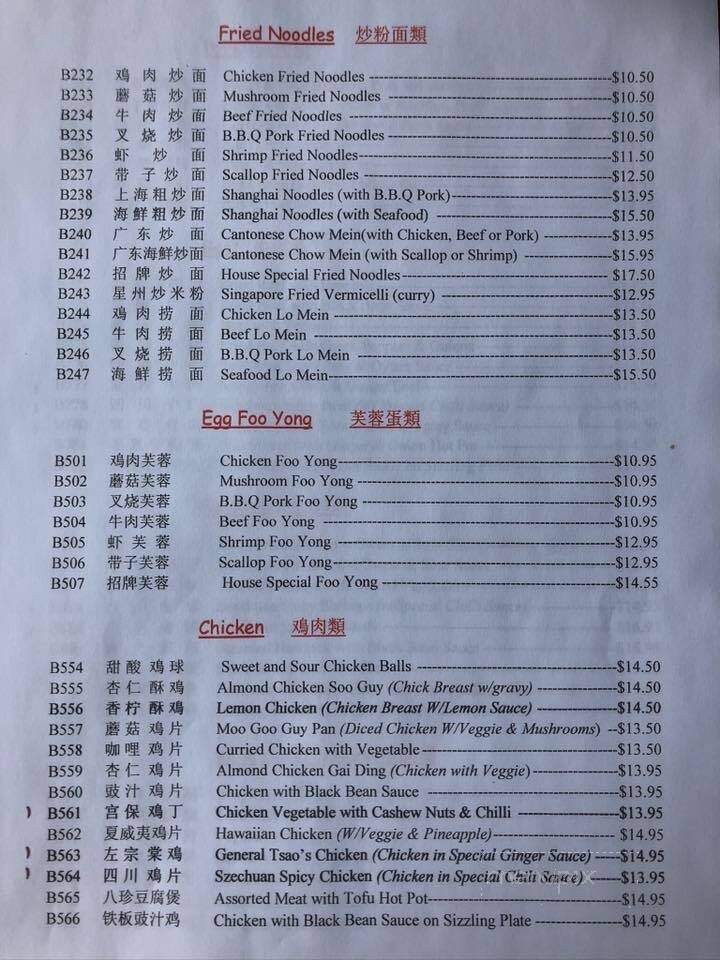 Fried Noodles 炒粉面類
B232 鳮肉炒面 Chicken Fried Noodles ---$10.50
B233 蘑菇炒面 Mushroom Fried Noodles ---$10.50
B234 牛肉炒面 Beef Fried Noodles ---$10.50
B235 叉烧炒面 B.B.Q Pork Fried Noodles ---$10.50
B236 虾炒面 Shrimp Fried Noodles---$11.50
B237 带子炒面 Scallop Fried Noodles ---$12.50
B238 上海粗炒面 Shanghai Noodles (with B.B.Q Pork)---$13.95
B239 海鮮粗炒面 Shanghai Noodles (with Seafood) ---$15.50
B240 广东炒面 Cantonese Chow Mein(with Chicken, Beef or Pork) ---$13.95
B241 广东海鮮炒面 Cantonese Chow Mein (with Scallop or Shrimp) ---$15.95
B242 招牌炒面 House Special Fried Noodles--- $17.50
B243 星州炒米粉 Singapore Fried Vermicelli (curry) ---$12.95
B244 鳮肉捞面 Chicken Lo Mein ---$13.50
B245 牛肉捞面 Beef Lo Mein ---$13.50
B246 叉烧捞面 B.B.Q Pork Lo Mein ---$13.50
B247 海鮮捞面 Seafood Lo Mein---$15.50
Egg Foo Yong 芙蓉蛋類
B501 鳮肉芙蓉 Chicken Foo Yong---$10.95
B502 蘑菇芙蓉 Mushroom Foo Yong ---$10.95
B503 叉烧芙蓉 B.B.Q Pork Foo Yong ---$10.95
B504 牛肉芙蓉 Beef Foo Yong ---$10.95
B505 虾芙蓉 Shrimp Foo Yong ---$12.95
B506 带子芙蓉 Scallop Foo Yong---$12.95
B507 招牌芙蓉 House Special Foo Yong ---$14.55
Chicken 鳮肉類
B554 甜酸鳮球 Sweet and Sour Chicken Balls ---$14.50
B555 杏仁酥鳮 Almond Chicken Soo Guy (Chick Breast w/gravy) ---$14.50
B556 香柠酥鳮 Lemon Chicken (Chicken Breast W/Lemon Sauce) ---$14.50
B557 蘑菇鳮片 Moo Goo Guy Pan (Diced Chicken W/Veggie & Mushrooms) --$13.50
B558 咖哩鸡片 Curried Chicken with Vegetable---$13.50
B559 杏仁鳮片 Almond Chicken Gai Ding (Chicken with Veggie)---$13.95
B560 豉汁鳮片 Chicken with Black Bean Sauce ---$13.95
B561 宫保鳮丁 Chicken Vegetable with Cashew Nuts & Chilli ---$13.95
B562 夏威夷鳮片 Hawaiian Chicken (W/Veggie & Pineapple)--- $14.95
B563 左宗棠鳮 General Tsao's Chicken (Chicken in Special Ginger Sauce) -----$14.95
B564 四川鳮片 Szechuan Spicy Chicken (Chicken in Special Chili Sauce) ------$13.95
B565 八珍豆腐煲 Assorted Meat with Tofu Hot Pot---$14.95
B566 铁板豉汁鸡 Chicken with Black Bean Sauce on Sizzling Plate ---$14.95